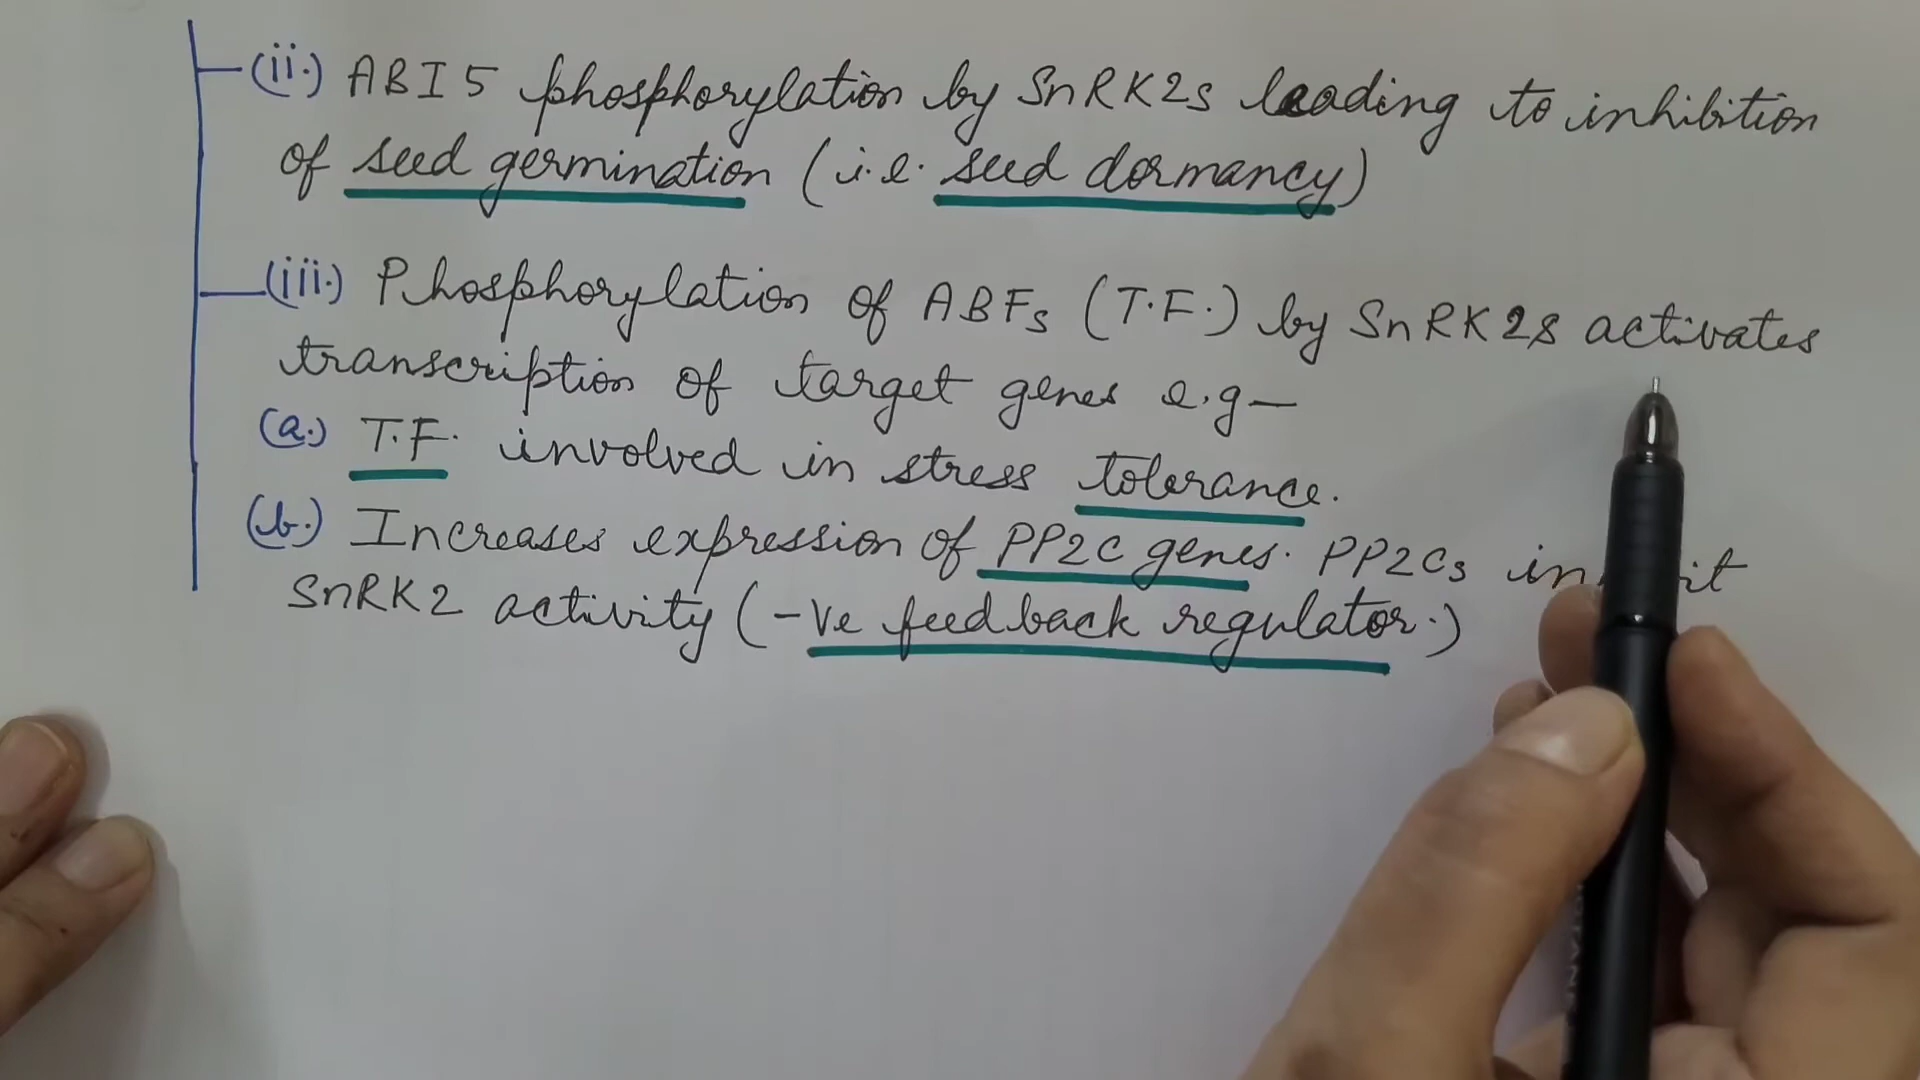 (ii.) ABI5 phosphorylation by SnRK2s leading to inhibition
of seed germination (i.e. seed dormancy)
(iii.) Phosphorylation of ABFs (T.F.) by SnRK2s activates
transcription of target genes e.g—
(a.) T.F. involved in stress tolerance.
(b.) Increases expression of PP2C genes. PP2Cs
SnRK2 activity (-ve feedback regulator.)